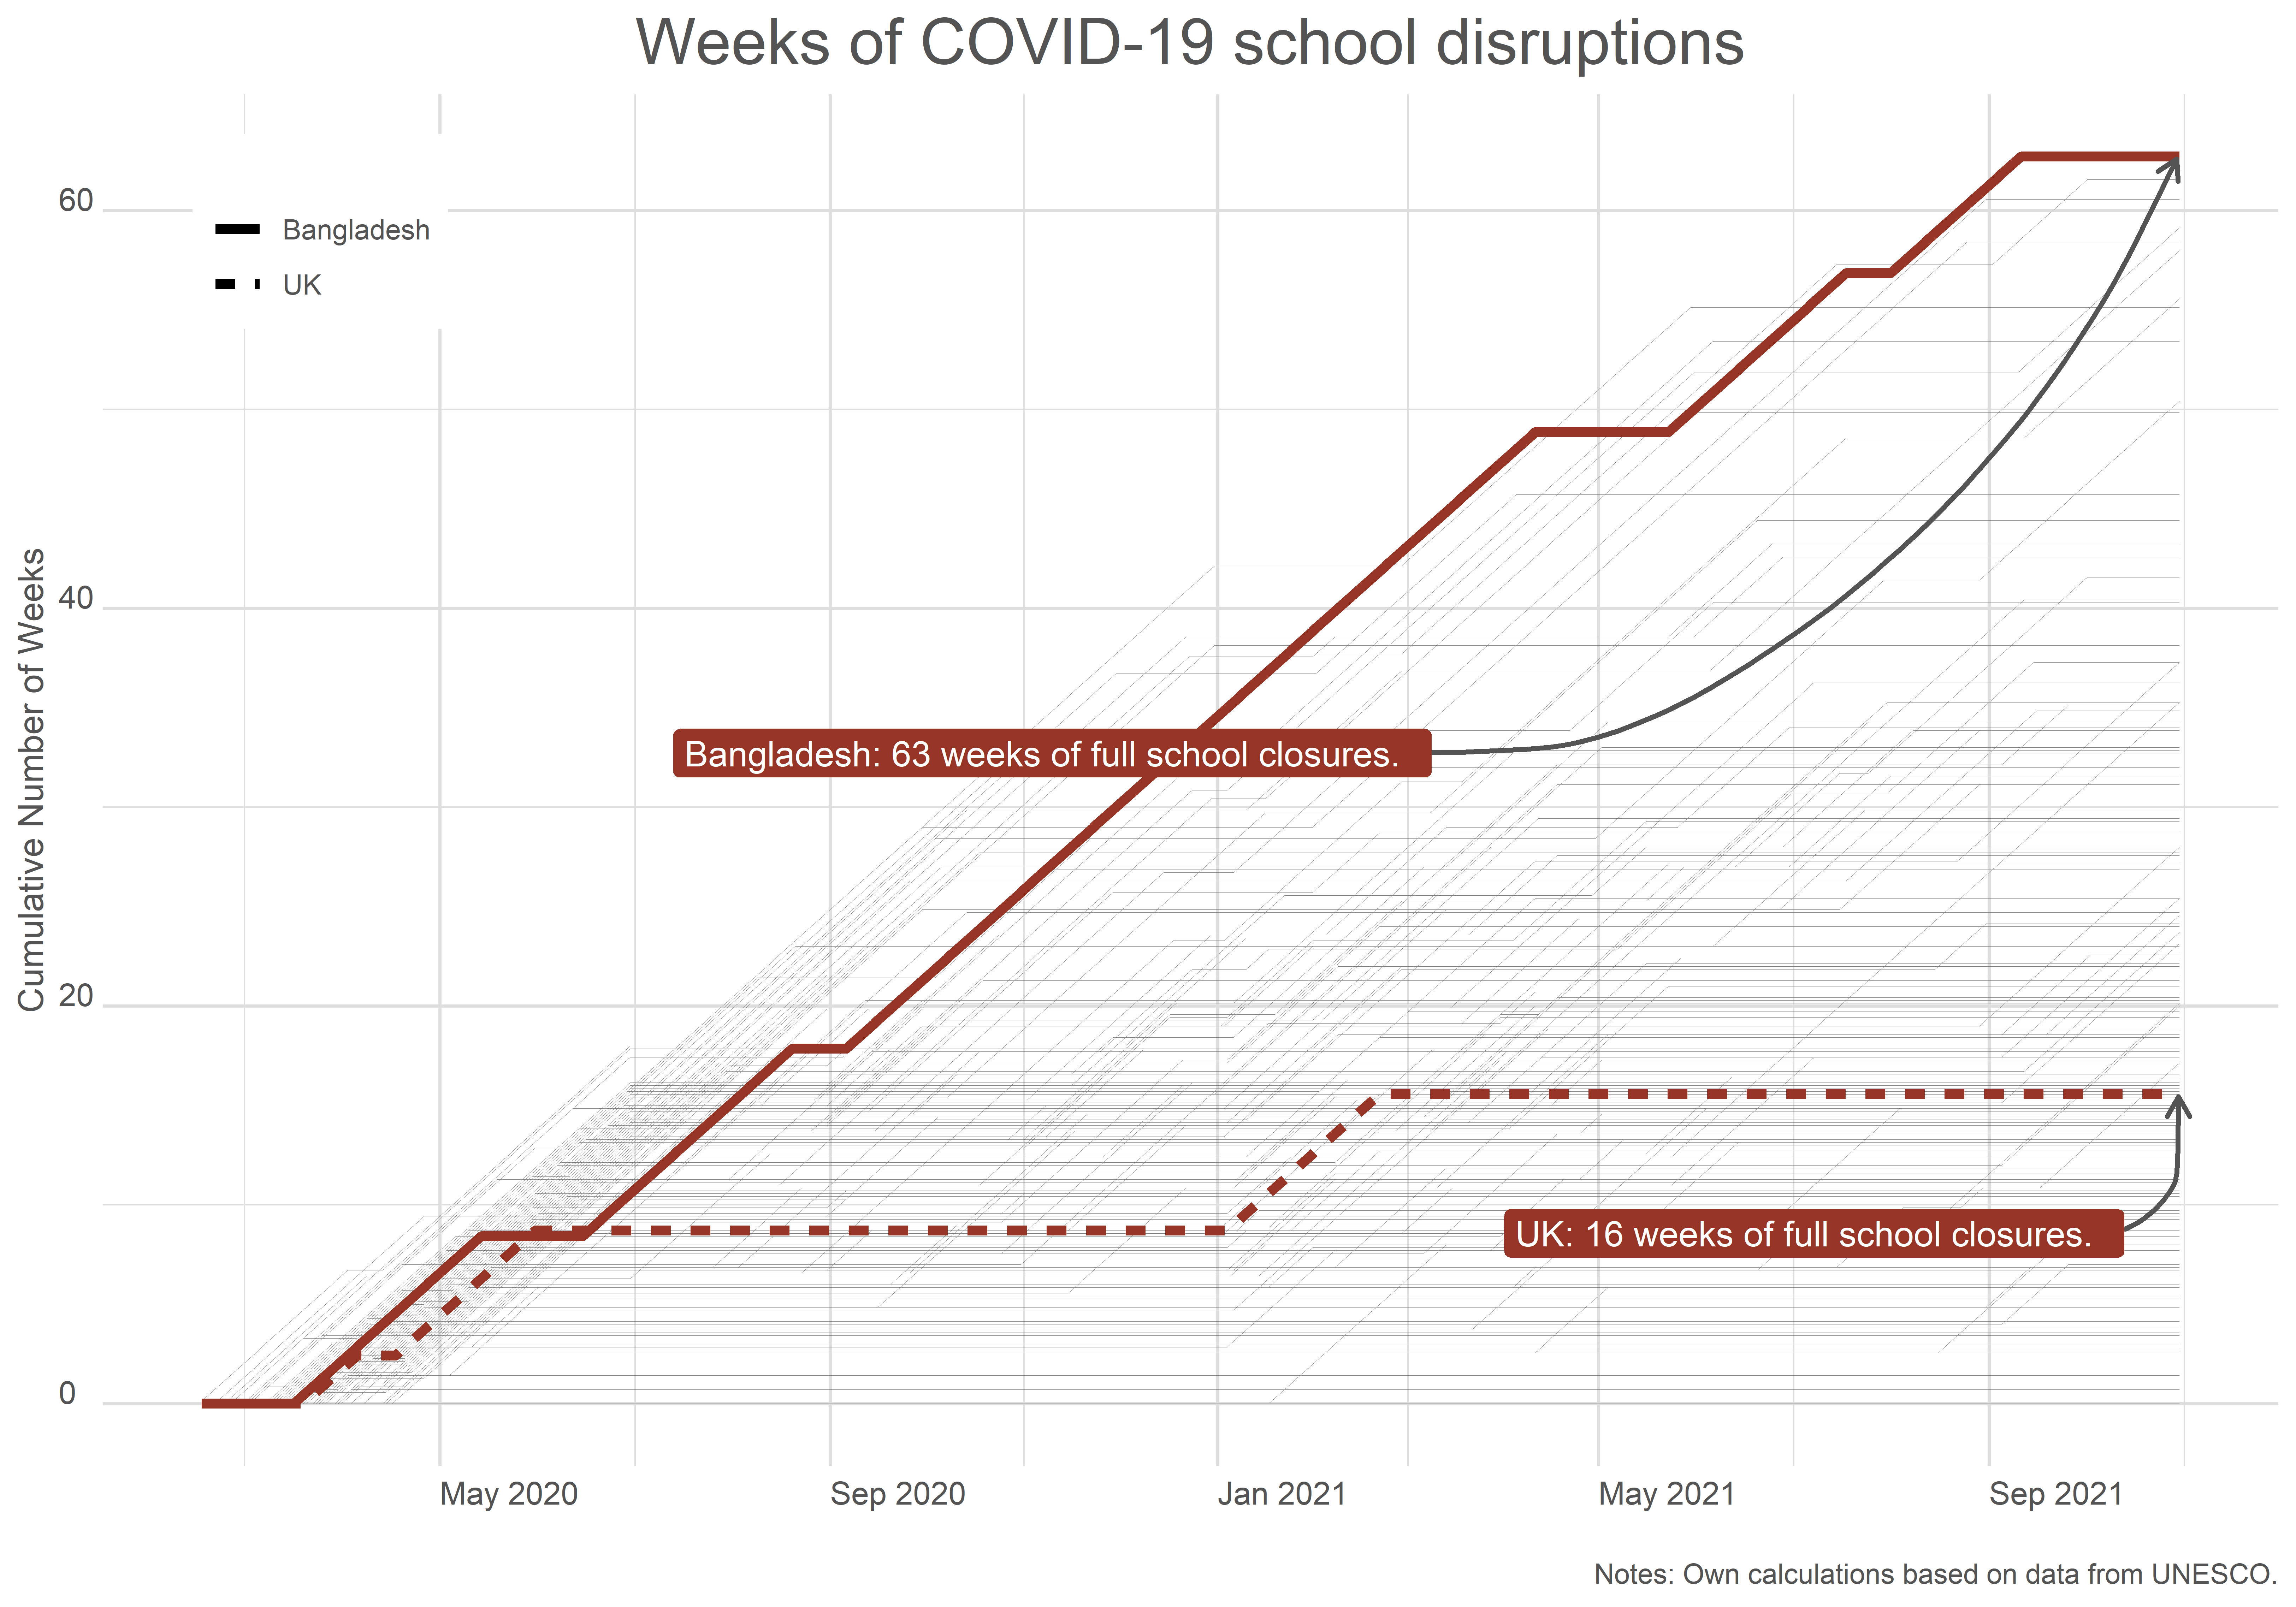 Weeks of COVID-19 school disruptions
Cumulative Number of Weeks
60
40
20
0
Bangladesh
UK
Bangladesh: 63 weeks of full school closures.
UK: 16 weeks of full school closures.
May 2020
Sep 2020
Jan 2021
May 2021
Sep 2021
Notes: Own calculations based on data from UNESCO.